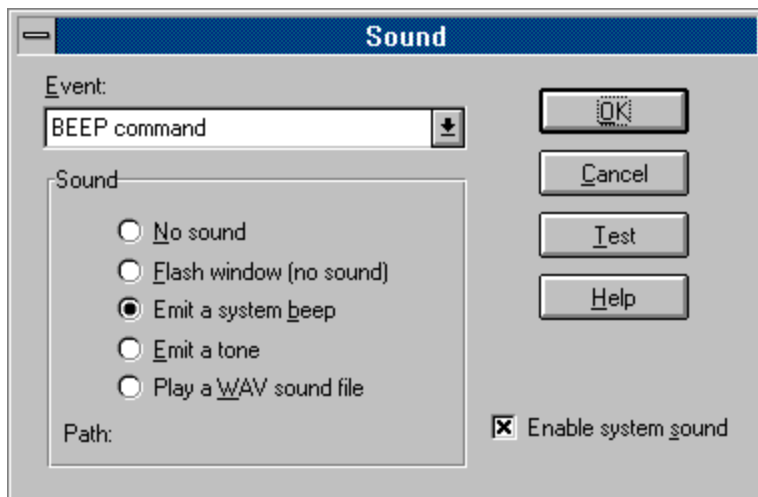 Sound
Event:
BEEP command
Sound
No sound
Flash window (no sound)
Emit a system beep
Emit a tone
Play a WAV sound file
Path:
OK
Cancel
Test
Help
Enable system sound